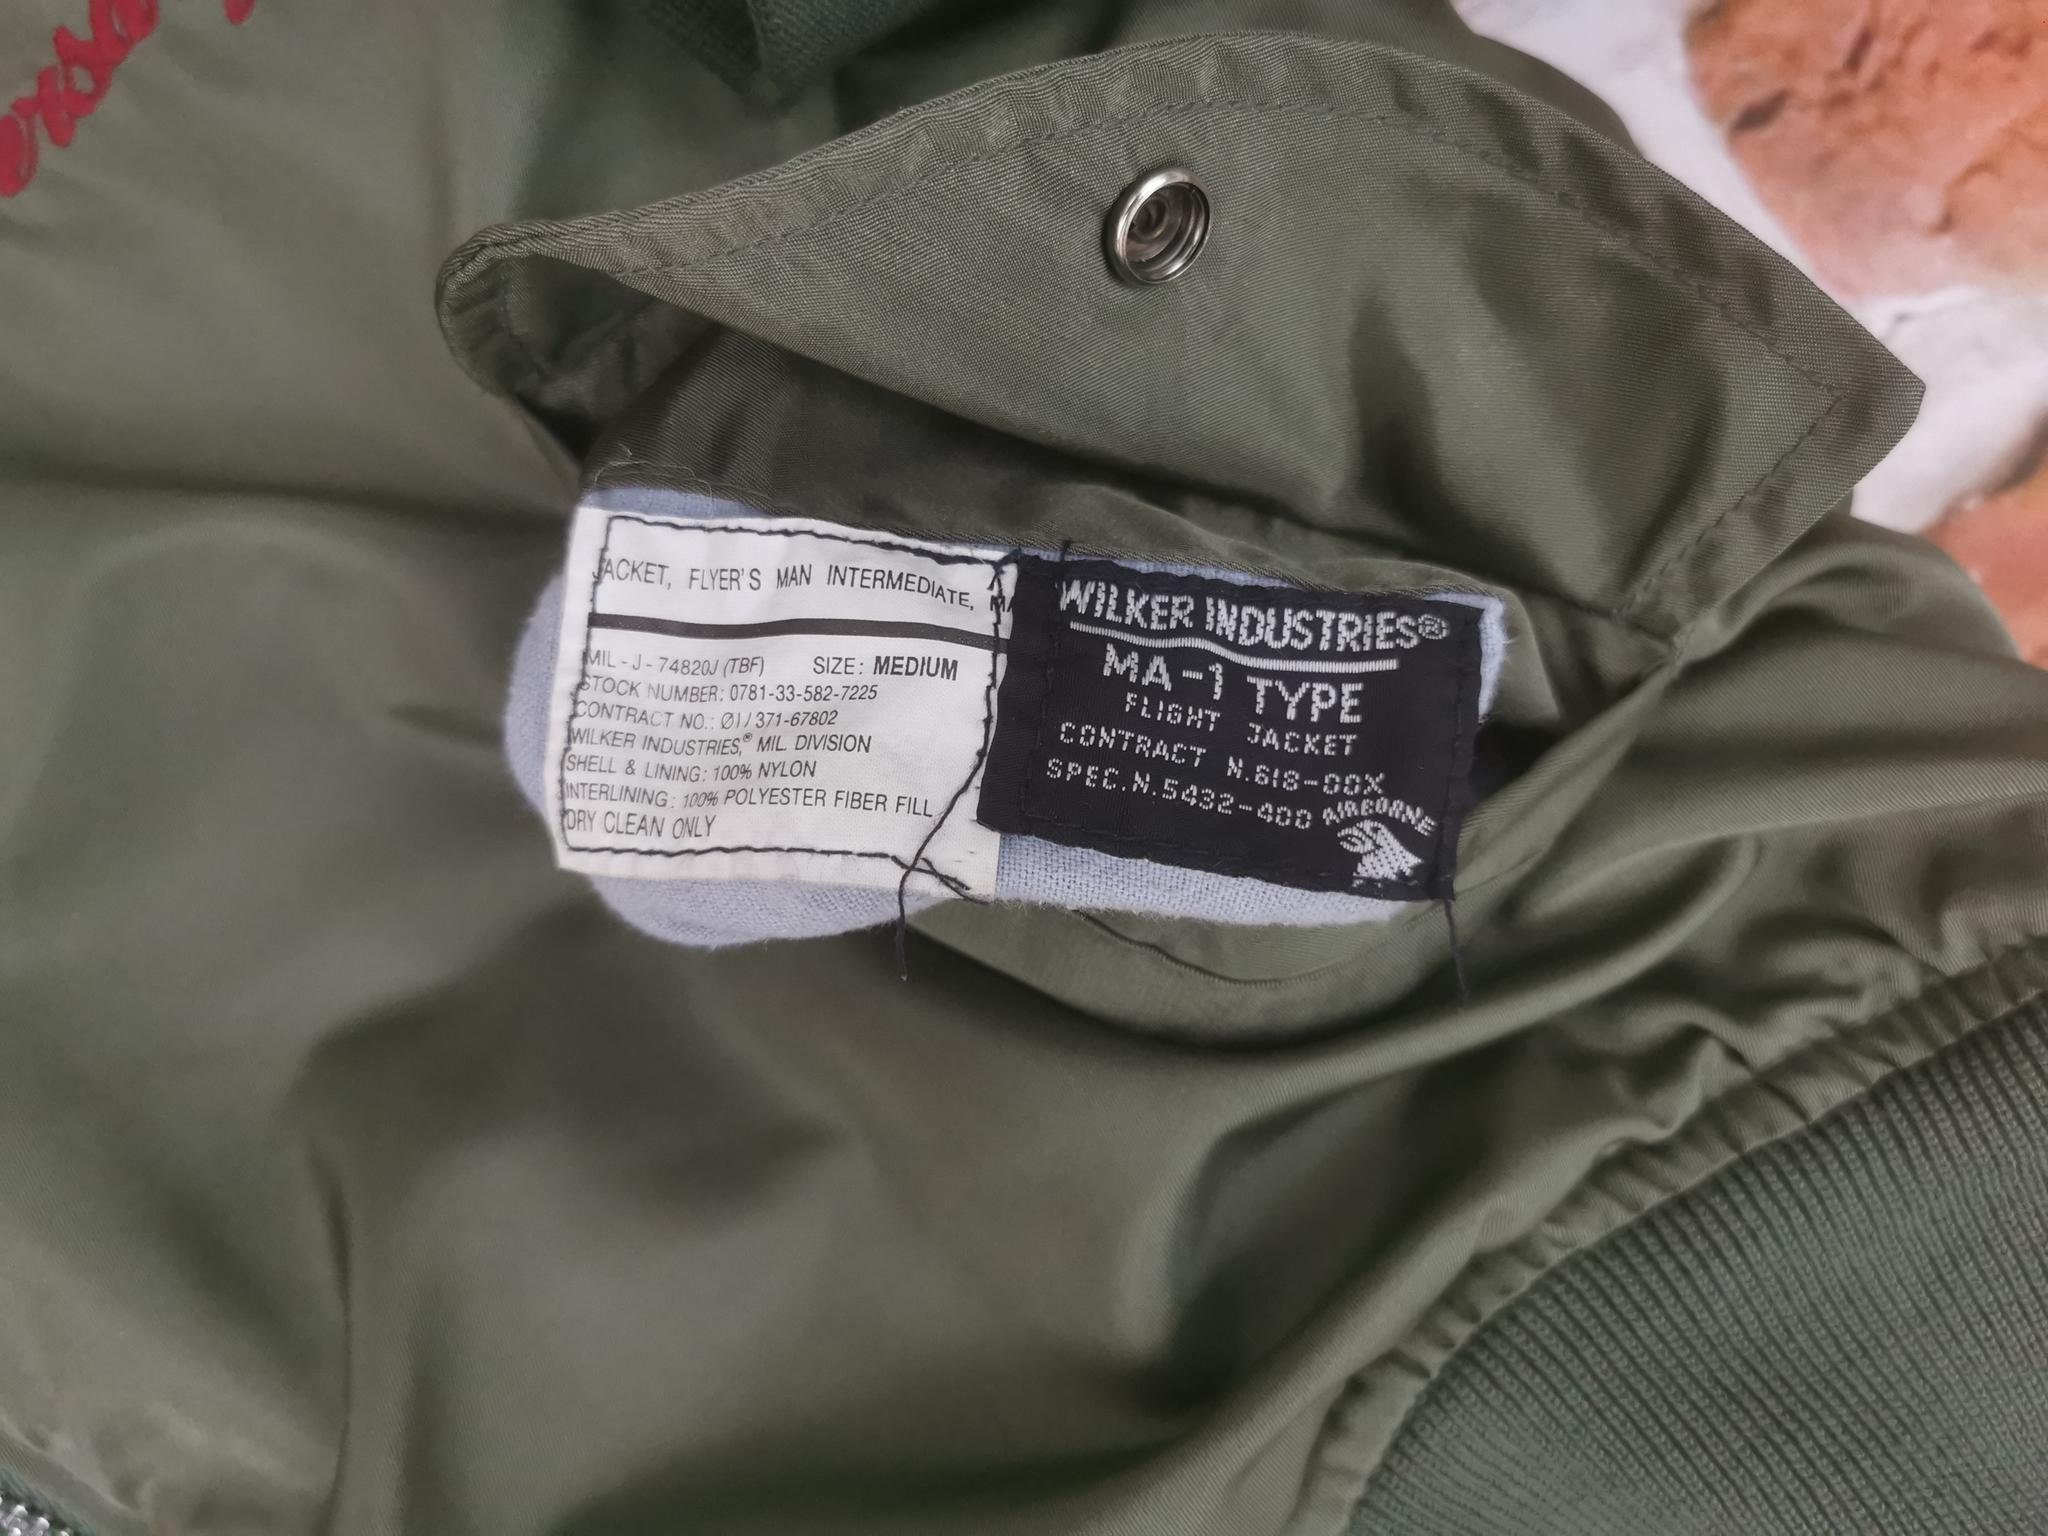 JACKET, FLYER'S MAN INTERMEDIATE, MA
MIL-J-74820J (TBF) SIZE: MEDIUM
STOCK NUMBER: 0781-33-582-7225
CONTRACT NO.: Ø1/371-67802
WILKER INDUSTRIES,® MIL. DIVISION
SHELL & LINING: 100% NYLON
INTERLINING: 100% POLYESTER FIBER FILL
DRY CLEAN ONLY
WILKER INDUSTRIES®
MA-1 TYPE
FLIGHT JACKET
CONTRACT N.618-00X
SPEC.N.5432-400
AIRBORNE